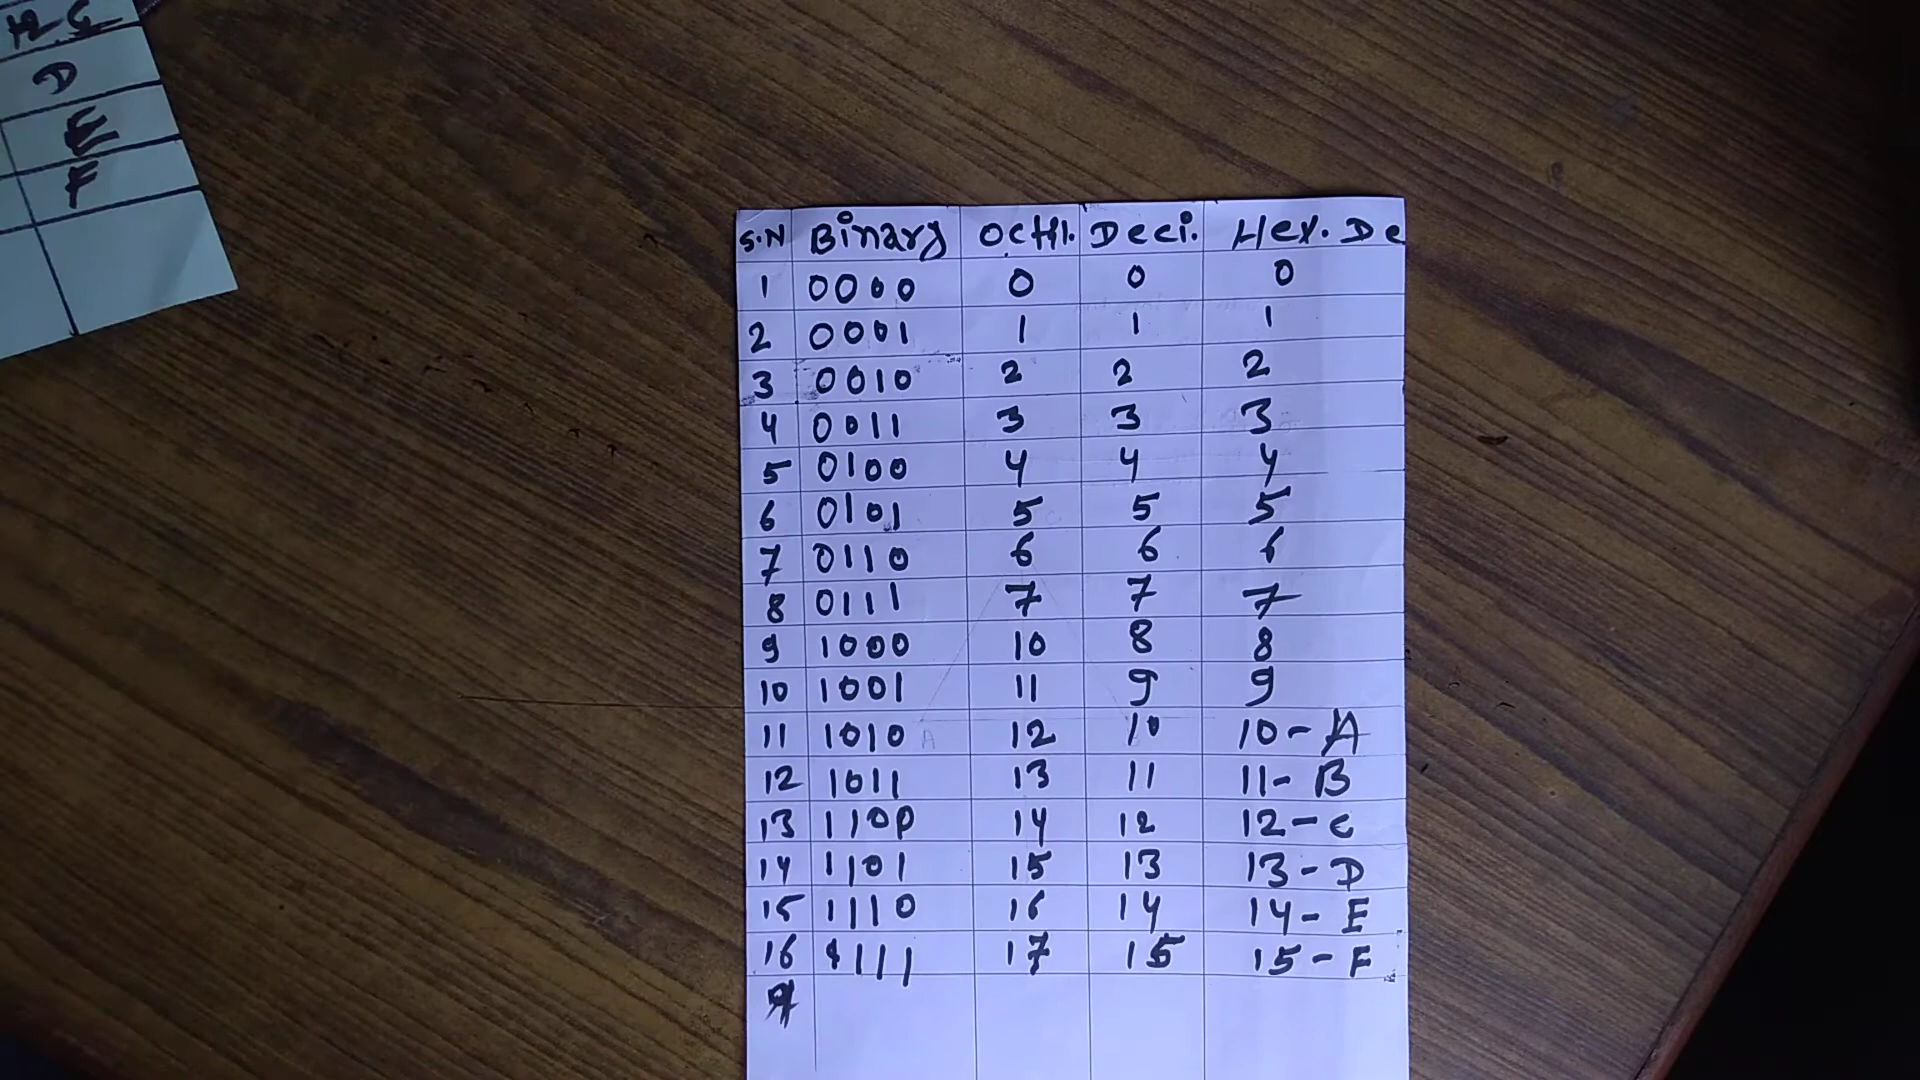 D
E
F
S.N Binary Octl. Deci. Hex. De
1 0000 0 0 0
2 0001 1 1 1
3 0010 2 2 2
4 0011 3 3 3
5 0100 4 4 4
6 0101 5 5 5
7 0110 6 6 6
8 0111 7 7 7
9 1000 10 8 8
10 1001 11 9 9
11 1010 12 10 10-A
12 1011 13 11 11-B
13 1100 14 12 12-C
14 1101 15 13 13-D
15 1110 16 14 14-E
16 1111 17 15 15-F